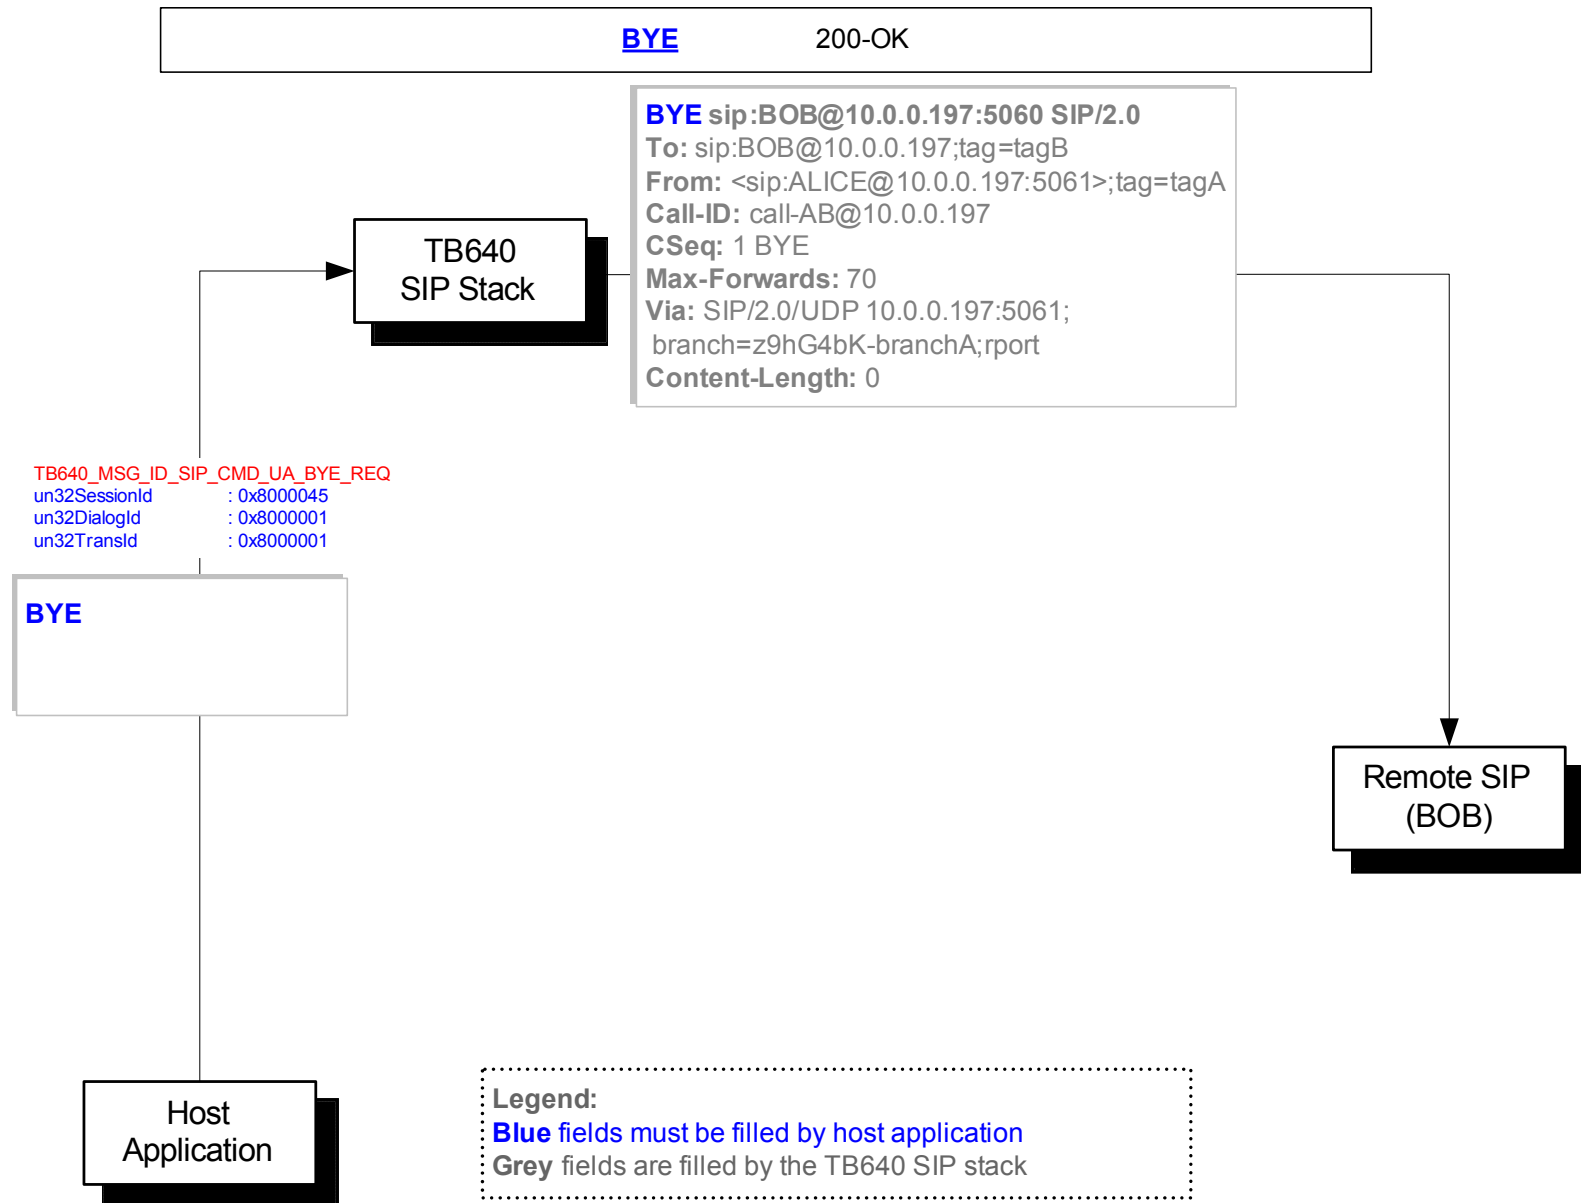 BYE 200-OK
BYE sip:BOB@10.0.0.197:5060 SIP/2.0
To: sip:BOB@10.0.0.197;tag=tagB
From: <sip:ALICE@10.0.0.197:5061>;tag=tagA
Call-ID: call-AB@10.0.0.197
CSeq: 1 BYE
Max-Forwards: 70
Via: SIP/2.0/UDP 10.0.0.197:5061;
branch=z9hG4bK-branchA;rport
Content-Length: 0
TB640
SIP Stack
TB640_MSG_ID_SIP_CMD_UA_BYE_REQ
un32SessionId : 0x8000045
un32DialogId : 0x8000001
un32TransId : 0x8000001
BYE
Remote SIP
(BOB)
Host
Application
Legend:
Blue fields must be filled by host application
Grey fields are filled by the TB640 SIP stack